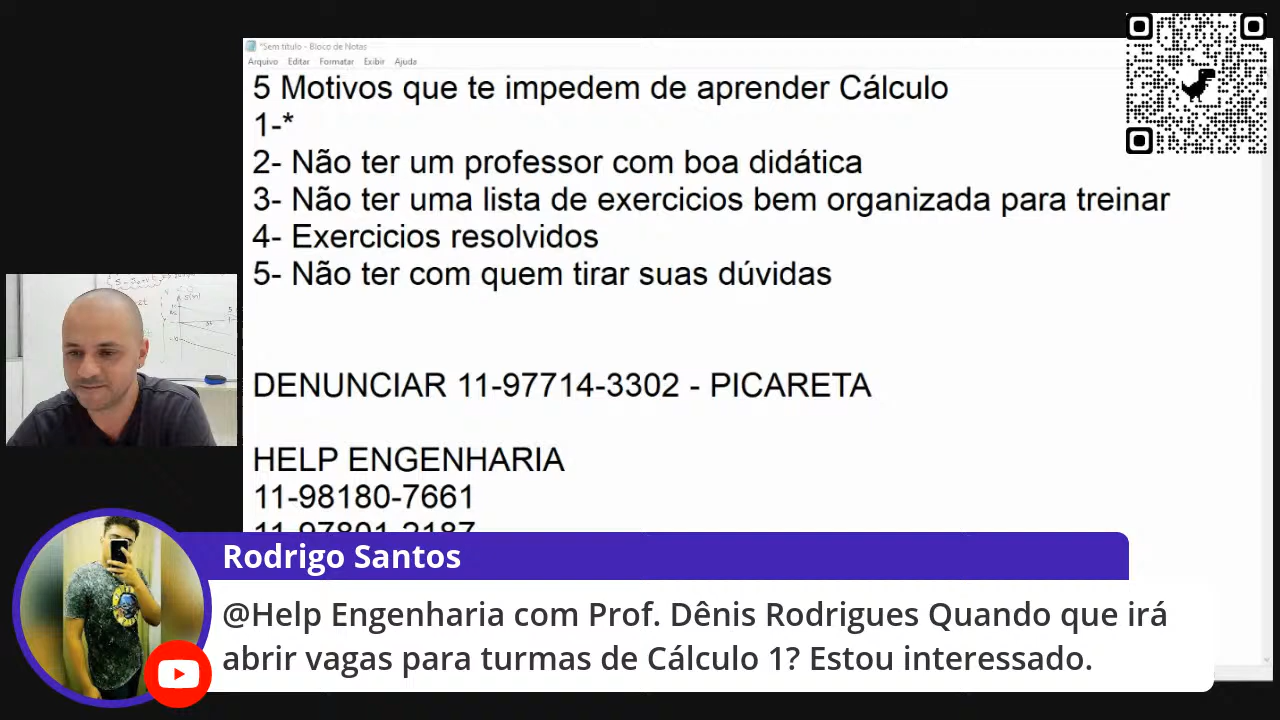 *Sem título - Bloco de Notas
Arquivo Editar Formatar Exibir Ajuda
5 Motivos que te impedem de aprender Cálculo
1-*
2- Não ter um professor com boa didática
3- Não ter uma lista de exercicios bem organizada para treinar
4- Exercicios resolvidos
5- Não ter com quem tirar suas dúvidas
DENUNCIAR 11-97714-3302 - PICARETA
HELP ENGENHARIA
11-98180-7661
Rodrigo Santos
@Help Engenharia com Prof. Dênis Rodrigues Quando que irá
abrir vagas para turmas de Cálculo 1? Estou interessado.